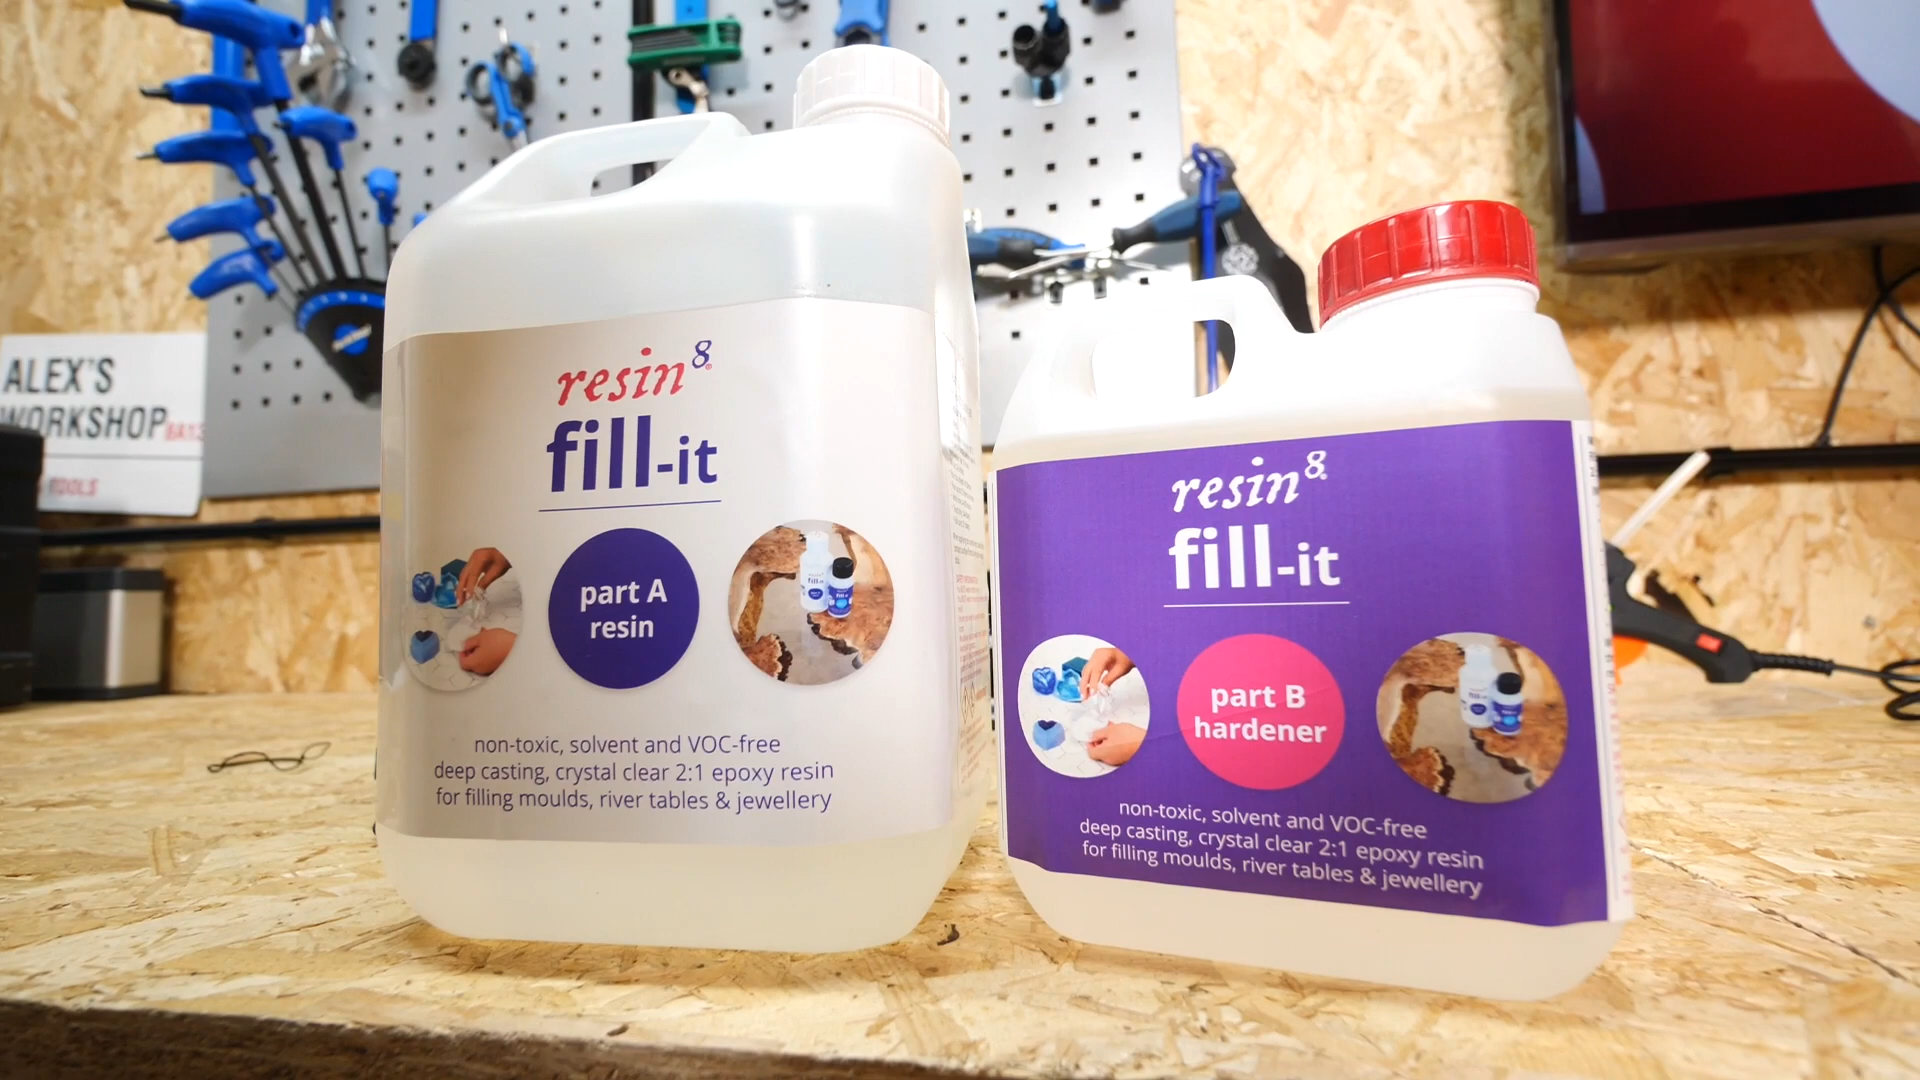 ALEX'S
WORKSHOP
TOOLS
resin8
fill-it
part A
resin
non-toxic, solvent and VOC-free
deep casting, crystal clear 2:1 epoxy resin
for filling moulds, river tables & jewellery
resin8
fill-it
part B
hardener
non-toxic, solvent and VOC-free
deep casting, crystal clear 2:1 epoxy resin
for filling moulds, river tables & jewellery